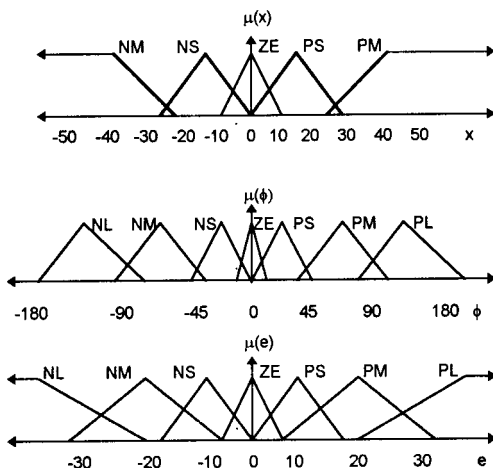 μ(x)
NM NS ZE PS PM
-50 -40 -30 -20 -10 0 10 20 30 40 50 x
μ(ϕ)
NL NM NS ZE PS PM PL
-180 -90 -45 0 45 90 180 ϕ
μ(e)
NL NM NS ZE PS PM PL
-30 -20 -10 0 10 20 30 e